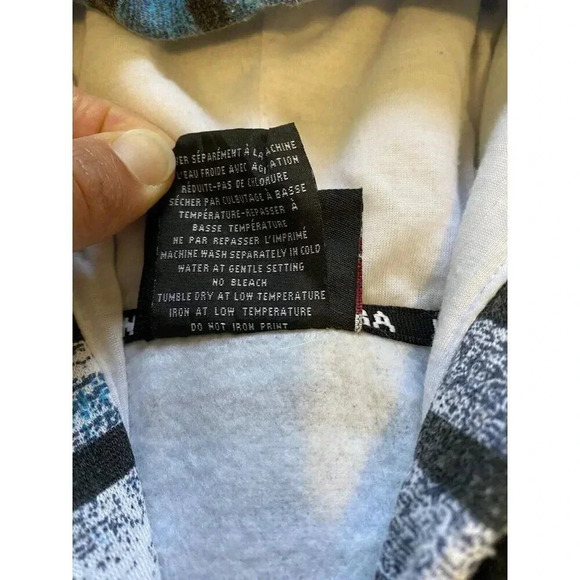 VER SÉPARÉMENT À LA MACHINE
L'EAU FROIDE AVEC AGITATION
RÉDUITE-PAS DE CHLORURE
SÉCHER PAR CULBUTAGE À BASSE
TEMPÉRATURE-REPASSER À
BASSE TEMPÉRATURE
NE PAR REPASSER L'IMPRIMÉ
MACHINE WASH SEPARATELY IN COLD
WATER AT GENTLE SETTING
NO BLEACH
TUMBLE DRY AT LOW TEMPERATURE
IRON AT LOW TEMPERATURE
DO NOT IRON PRINT